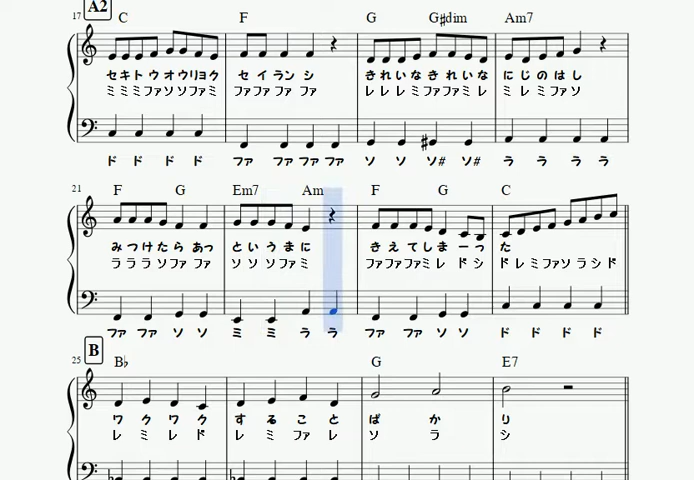 A2
17 C F G G♯dim Am7
セキトウオウリョク セイラン シ きれいなきれいな にじのはし
ミミミファソソファミ ファファファ ファ レレレミファファミレ ミレミファソ
ド ド ド ド ファ ファ ファ ファ ソ ソ ソ# ソ# ラ ラ ラ ラ
21 F G Em7 Am F G C
みつけたら あっ というまに きえてしまーった
ラララソファ ファ ソソソファミ ファファファミレ ドシ ドレミファソラシド
ファ ファ ソ ソ ミ ミ ラ ラ ファ ファ ソ ソ ド ド ド ド
B
25 B♭ G E7
ワクワク すること ばか り
レミレド レミファレ ソ ラ シ